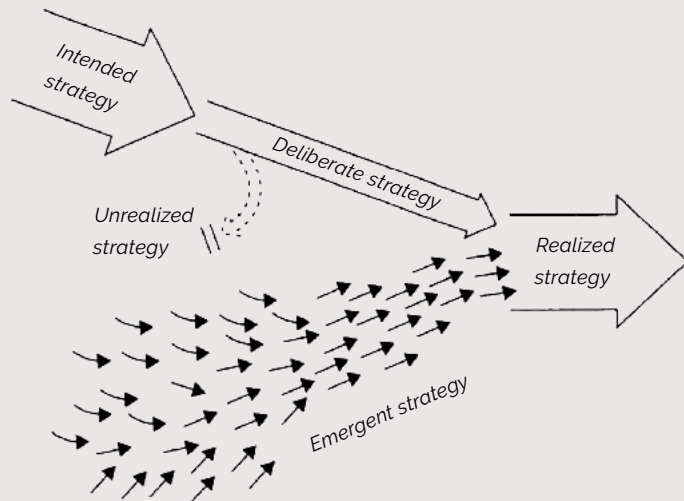 Intended
strategy
Deliberate strategy
Unrealized
strategy
Realized
strategy
Emergent strategy